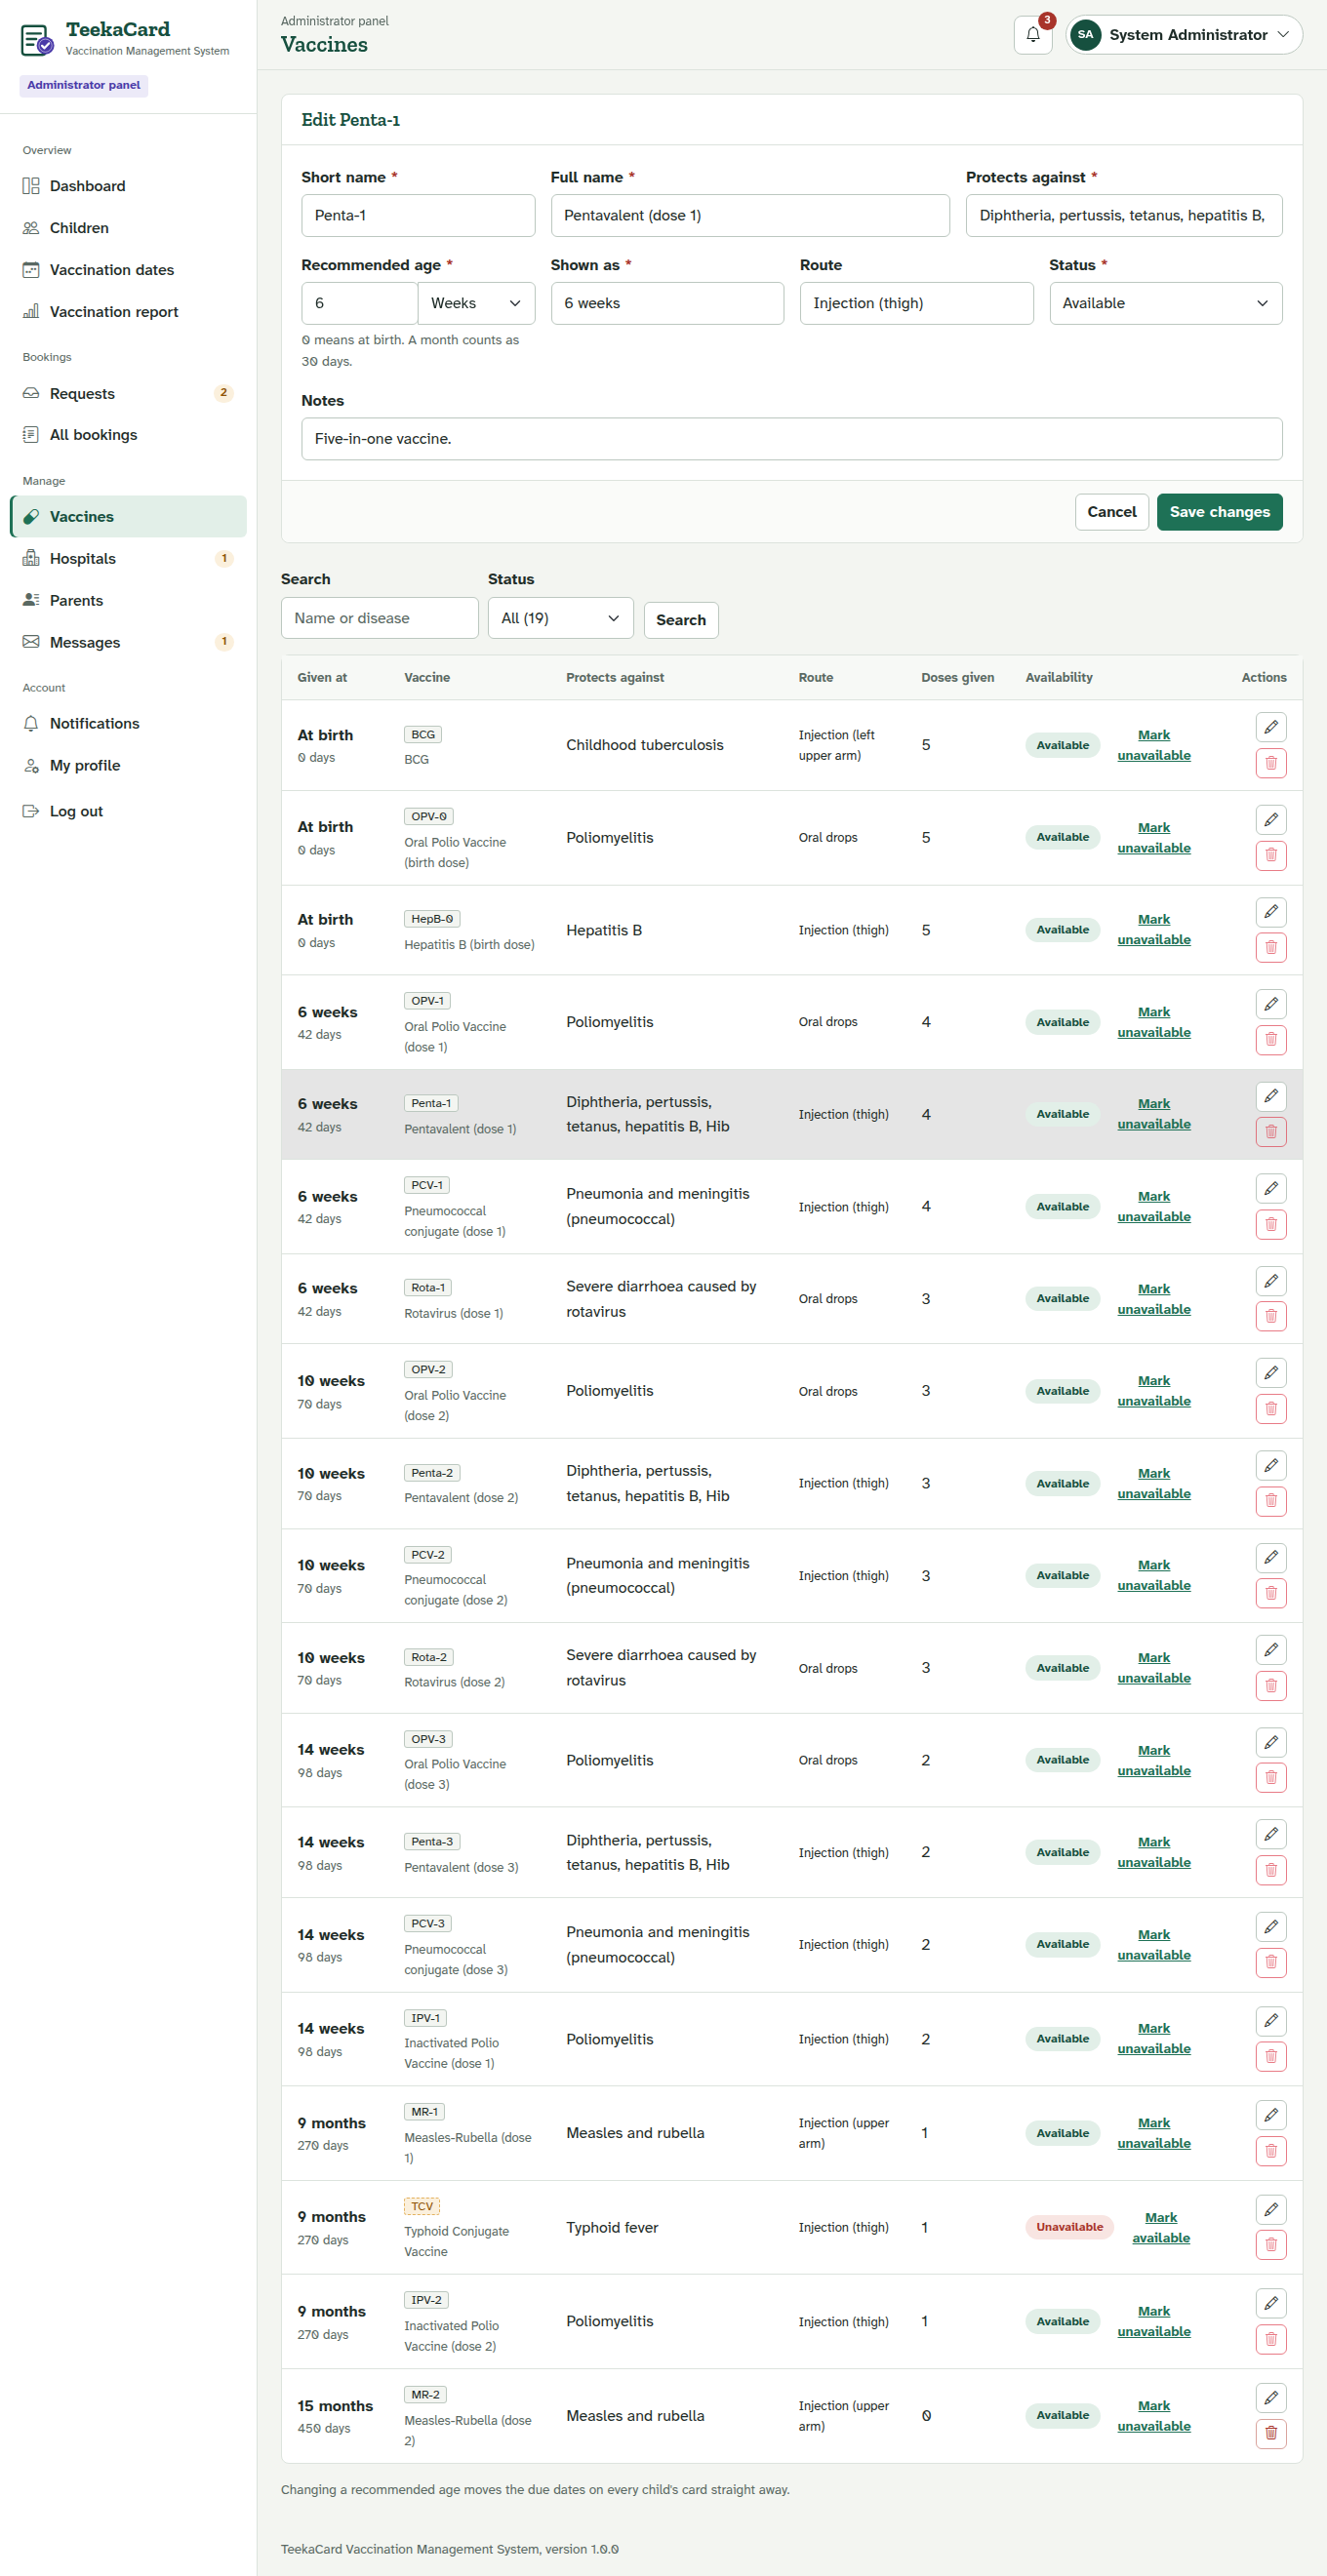 TeekaCard
Vaccination Management System
Administrator panel
Overview
Dashboard
Children
Vaccination dates
Vaccination report
Bookings
Requests 2
All bookings
Manage
Vaccines
Hospitals 1
Parents
Messages 1
Account
Notifications
My profile
Log out
Administrator panel
Vaccines
3
SA System Administrator
Edit Penta-1
Short name * Full name * Protects against *
Penta-1 Pentavalent (dose 1) Diphtheria, pertussis, tetanus, hepatitis B,
Recommended age * Shown as * Route Status *
6 Weeks 6 weeks Injection (thigh) Available
0 means at birth. A month counts as
30 days.
Notes
Five-in-one vaccine.
Cancel Save changes
Search Status
Name or disease All (19) Search
Given at Vaccine Protects against Route Doses given Availability Actions
At birth
0 days
BCG
BCG
Childhood tuberculosis
Injection (left
upper arm)
5
Available
Mark
unavailable
At birth
0 days
OPV-0
Oral Polio Vaccine
(birth dose)
Poliomyelitis
Oral drops
5
Available
Mark
unavailable
At birth
0 days
HepB-0
Hepatitis B (birth dose)
Hepatitis B
Injection (thigh)
5
Available
Mark
unavailable
6 weeks
42 days
OPV-1
Oral Polio Vaccine
(dose 1)
Poliomyelitis
Oral drops
4
Available
Mark
unavailable
6 weeks
42 days
Penta-1
Pentavalent (dose 1)
Diphtheria, pertussis,
tetanus, hepatitis B, Hib
Injection (thigh)
4
Available
Mark
unavailable
6 weeks
42 days
PCV-1
Pneumococcal
conjugate (dose 1)
Pneumonia and meningitis
(pneumococcal)
Injection (thigh)
4
Available
Mark
unavailable
6 weeks
42 days
Rota-1
Rotavirus (dose 1)
Severe diarrhoea caused by
rotavirus
Oral drops
3
Available
Mark
unavailable
10 weeks
70 days
OPV-2
Oral Polio Vaccine
(dose 2)
Poliomyelitis
Oral drops
3
Available
Mark
unavailable
10 weeks
70 days
Penta-2
Pentavalent (dose 2)
Diphtheria, pertussis,
tetanus, hepatitis B, Hib
Injection (thigh)
3
Available
Mark
unavailable
10 weeks
70 days
PCV-2
Pneumococcal
conjugate (dose 2)
Pneumonia and meningitis
(pneumococcal)
Injection (thigh)
3
Available
Mark
unavailable
10 weeks
70 days
Rota-2
Rotavirus (dose 2)
Severe diarrhoea caused by
rotavirus
Oral drops
3
Available
Mark
unavailable
14 weeks
98 days
OPV-3
Oral Polio Vaccine
(dose 3)
Poliomyelitis
Oral drops
2
Available
Mark
unavailable
14 weeks
98 days
Penta-3
Pentavalent (dose 3)
Diphtheria, pertussis,
tetanus, hepatitis B, Hib
Injection (thigh)
2
Available
Mark
unavailable
14 weeks
98 days
PCV-3
Pneumococcal
conjugate (dose 3)
Pneumonia and meningitis
(pneumococcal)
Injection (thigh)
2
Available
Mark
unavailable
14 weeks
98 days
IPV-1
Inactivated Polio
Vaccine (dose 1)
Poliomyelitis
Injection (thigh)
2
Available
Mark
unavailable
9 months
270 days
MR-1
Measles-Rubella (dose
1)
Measles and rubella
Injection (upper
arm)
1
Available
Mark
unavailable
9 months
270 days
TCV
Typhoid Conjugate
Vaccine
Typhoid fever
Injection (thigh)
1
Unavailable
Mark
available
9 months
270 days
IPV-2
Inactivated Polio
Vaccine (dose 2)
Poliomyelitis
Injection (thigh)
1
Available
Mark
unavailable
15 months
450 days
MR-2
Measles-Rubella (dose
2)
Measles and rubella
Injection (upper
arm)
0
Available
Mark
unavailable
Changing a recommended age moves the due dates on every child's card straight away.
TeekaCard Vaccination Management System, version 1.0.0